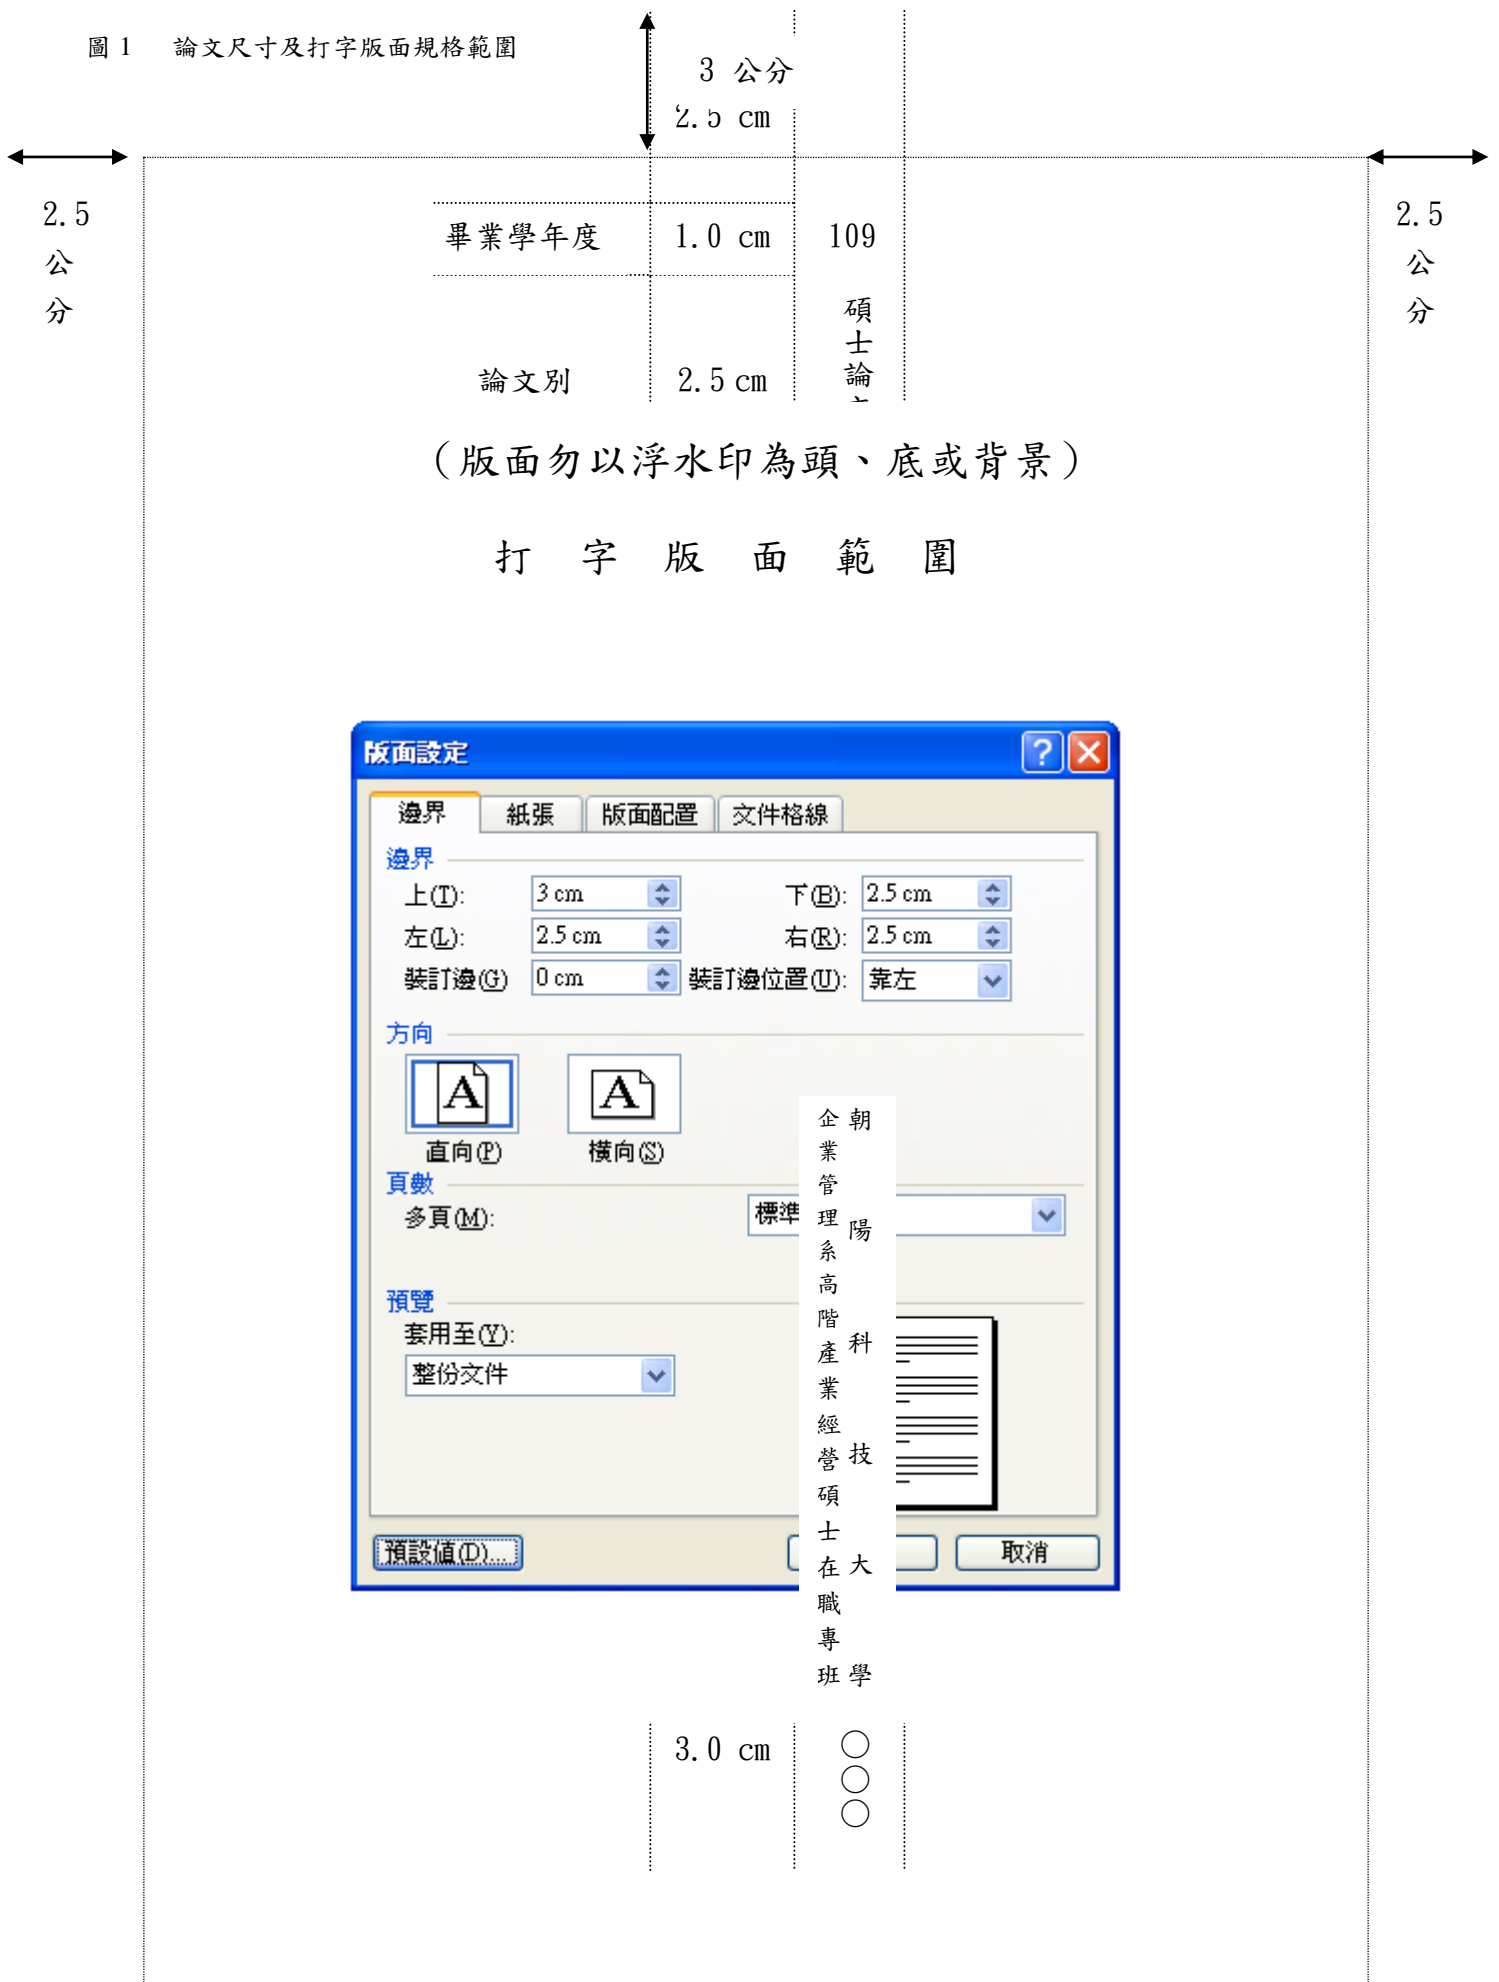 圖 1　論文尺寸及打字版面規格範圍
3 公分
2.5 cm
2.5
公
分
2.5
公
分
畢業學年度 1.0 cm 109
論文別 2.5 cm 碩士論
（版面勿以浮水印為頭、底或背景）
打 字 版 面 範 圍
版面設定
邊界 紙張 版面配置 文件格線
邊界
上(T): 3 cm 下(B): 2.5 cm
左(L): 2.5 cm 右(R): 2.5 cm
裝訂邊(G) 0 cm 裝訂邊位置(U): 靠左
方向
A A
直向(P) 橫向(S)
頁數
多頁(M): 標準
預覽
套用至(Y):
整份文件
預設值(D)... 取消
朝陽科技大學
企業管理系高階產業經營碩士在職專班
3.0 cm ○○○